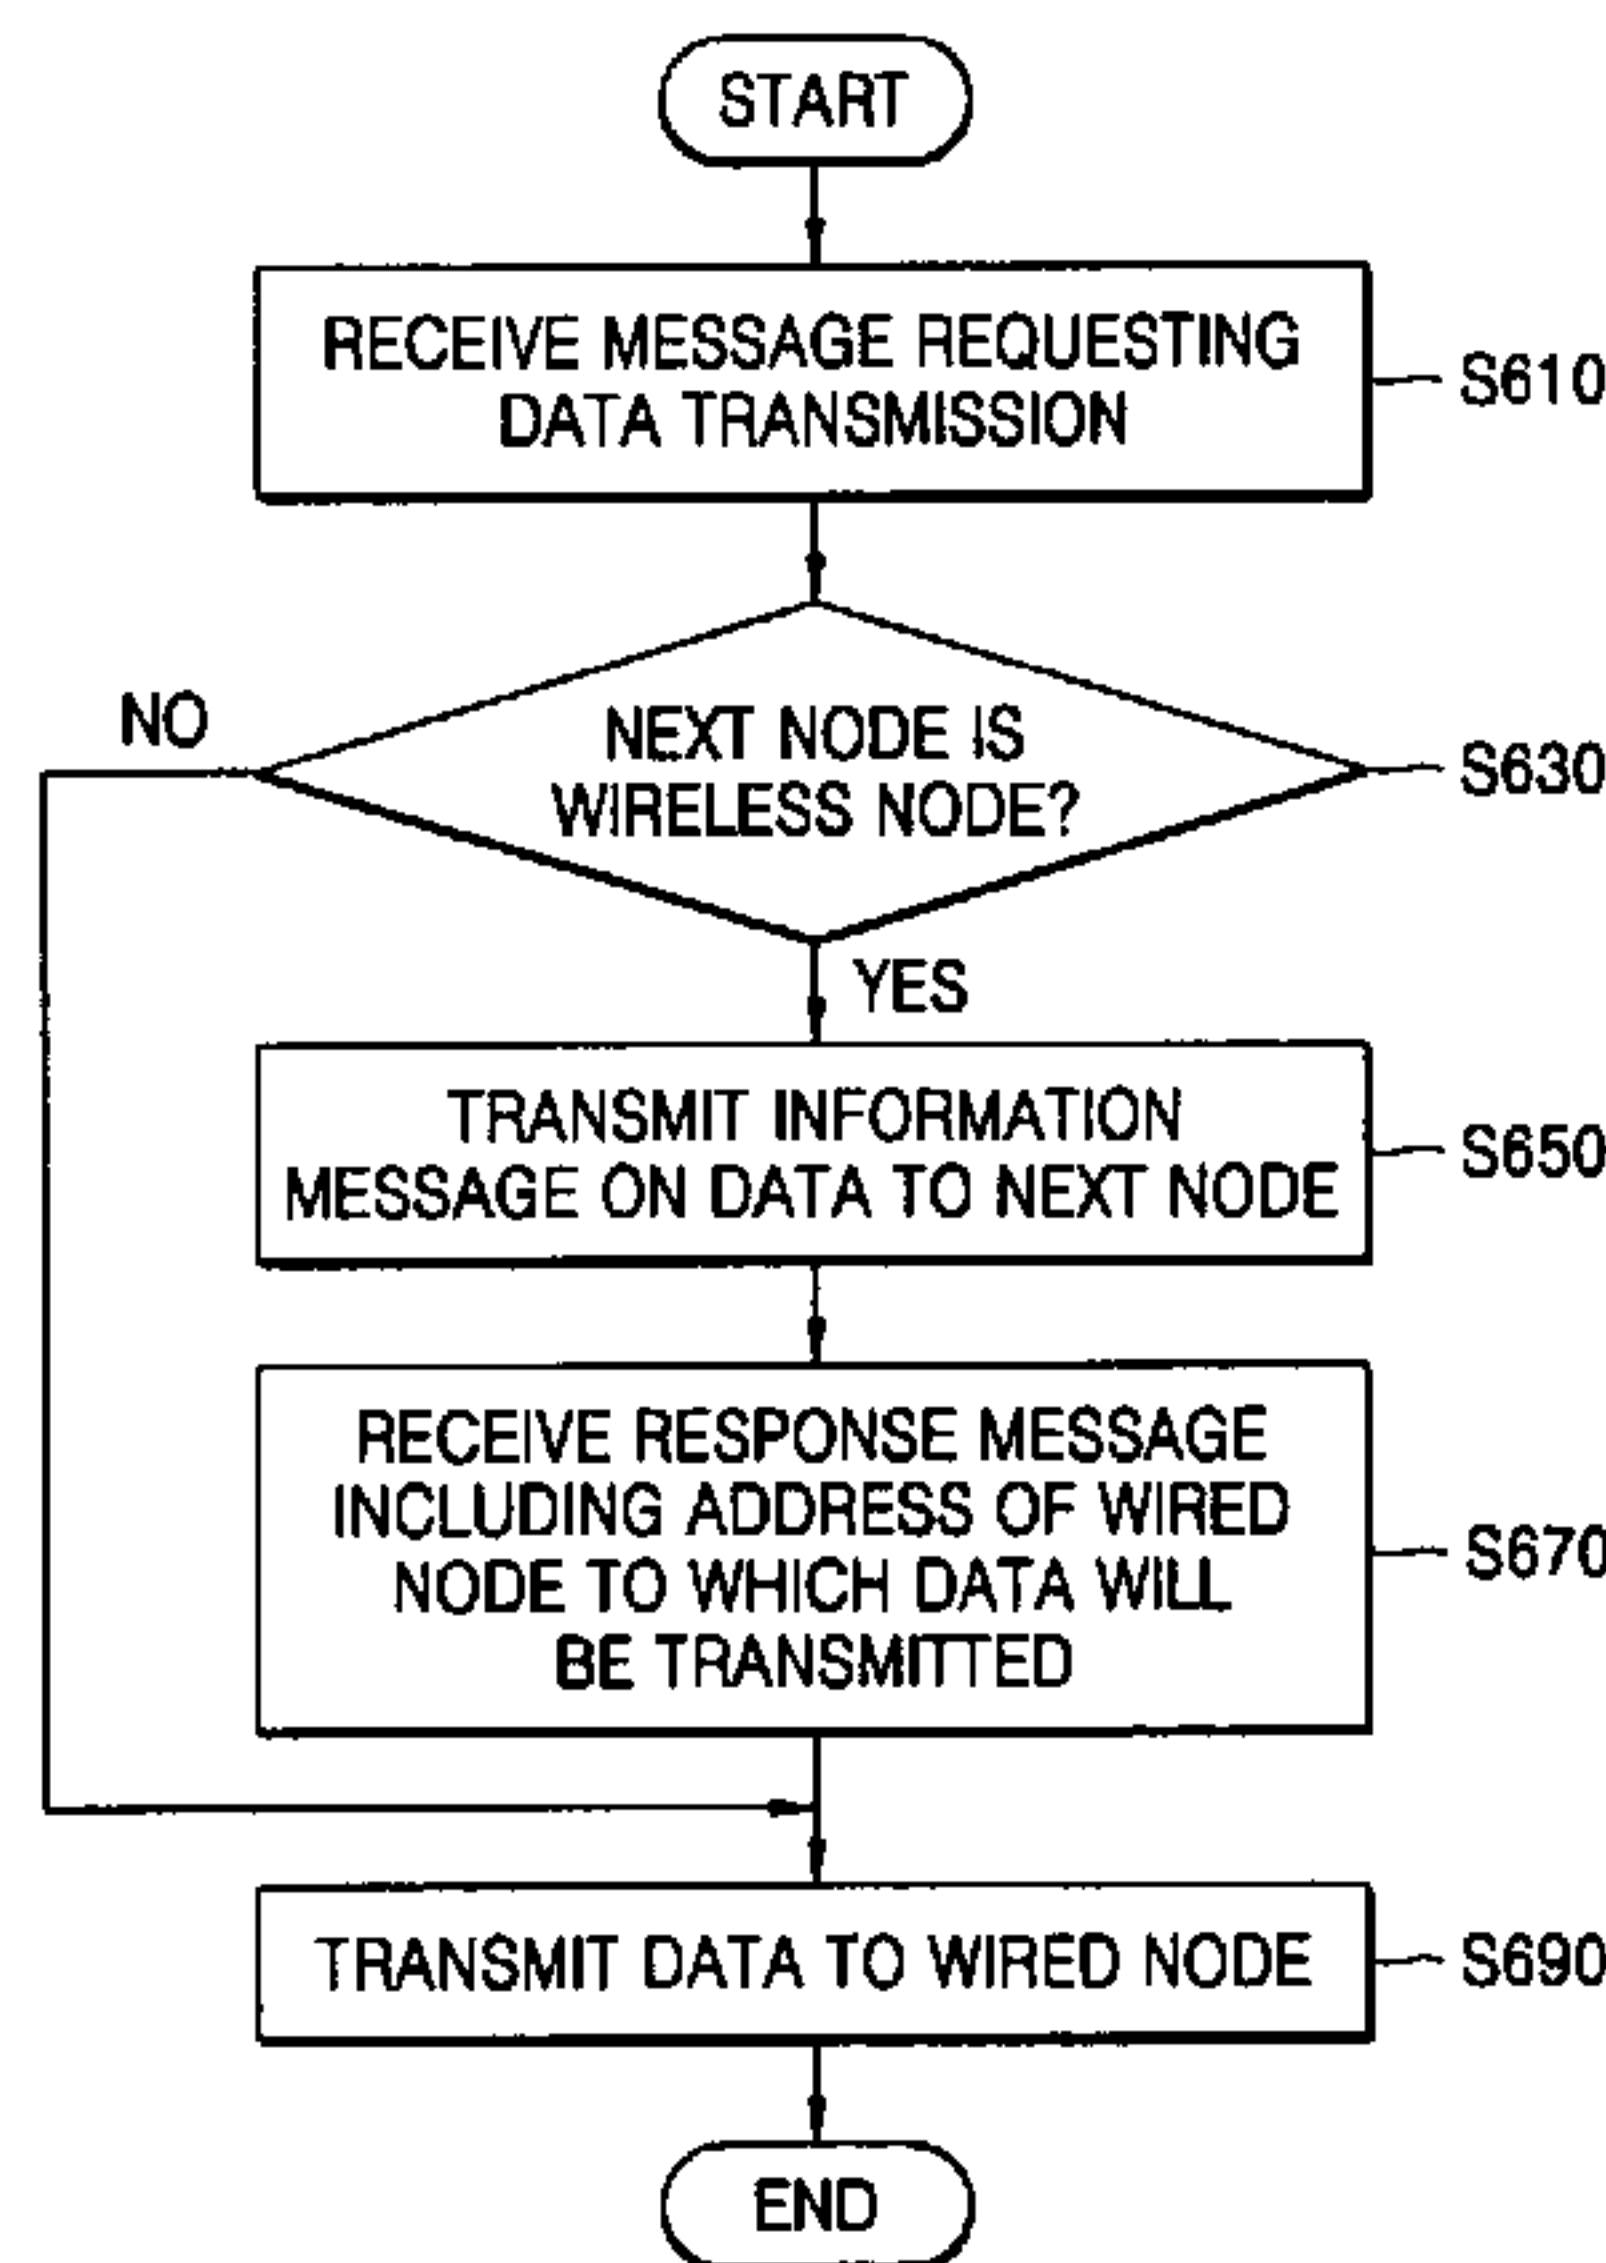 START
RECEIVE MESSAGE REQUESTING
DATA TRANSMISSION
S610
NEXT NODE IS
WIRELESS NODE?
S630
NO
YES
TRANSMIT INFORMATION
MESSAGE ON DATA TO NEXT NODE
S650
RECEIVE RESPONSE MESSAGE
INCLUDING ADDRESS OF WIRED
NODE TO WHICH DATA WILL
BE TRANSMITTED
S670
TRANSMIT DATA TO WIRED NODE
S690
END